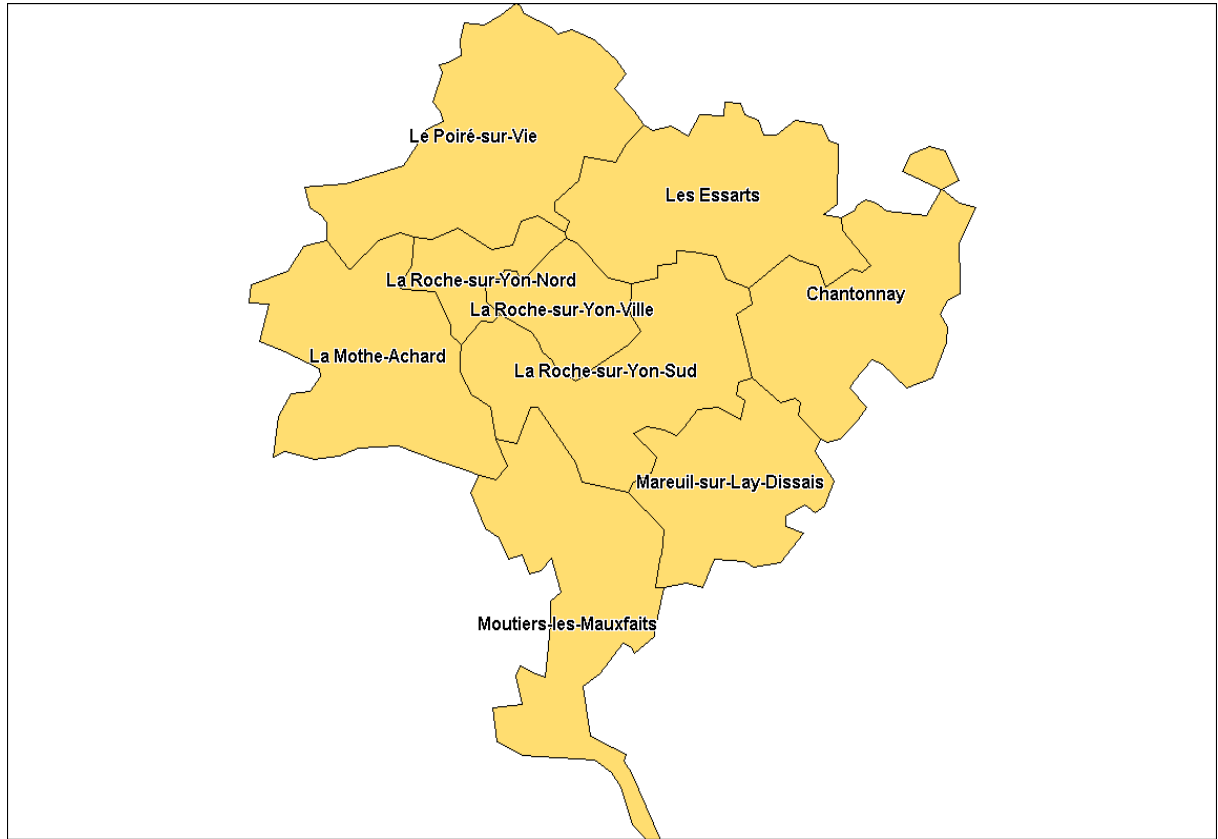 Le Poiré-sur-Vie
Les Essarts
La Roche-sur-Yon-Nord
Chantonnay
La Roche-sur-Yon-Ville
La Mothe-Achard
La Roche-sur-Yon-Sud
Mareuil-sur-Lay-Dissais
Moutiers-les-Mauxfaits